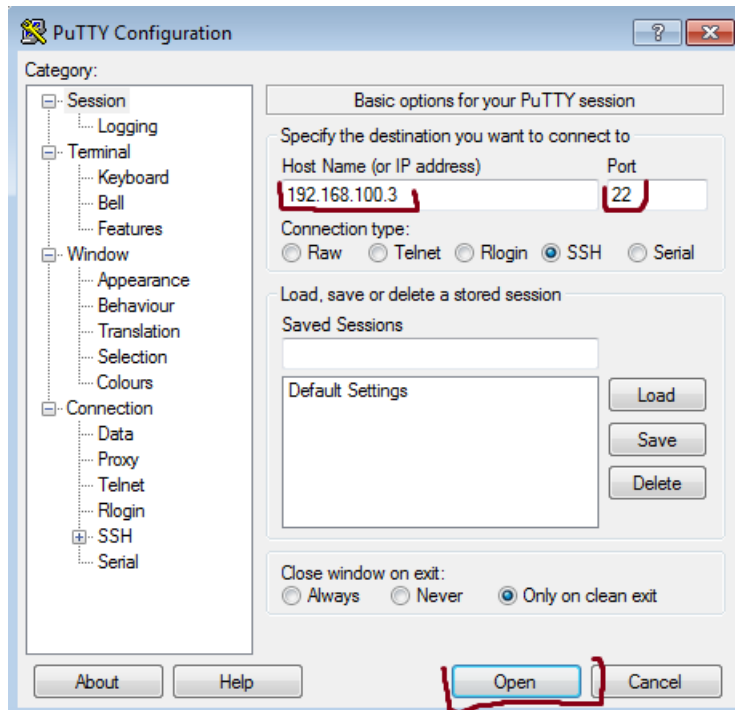 PuTTY Configuration
Category:
Session
Logging
Terminal
Keyboard
Bell
Features
Window
Appearance
Behaviour
Translation
Selection
Colours
Connection
Data
Proxy
Telnet
Rlogin
SSH
Serial
Basic options for your PuTTY session
Specify the destination you want to connect to
Host Name (or IP address) Port
192.168.100.3 22
Connection type:
Raw Telnet Rlogin SSH Serial
Load, save or delete a stored session
Saved Sessions
Default Settings
Load
Save
Delete
Close window on exit:
Always Never Only on clean exit
About Help Open Cancel